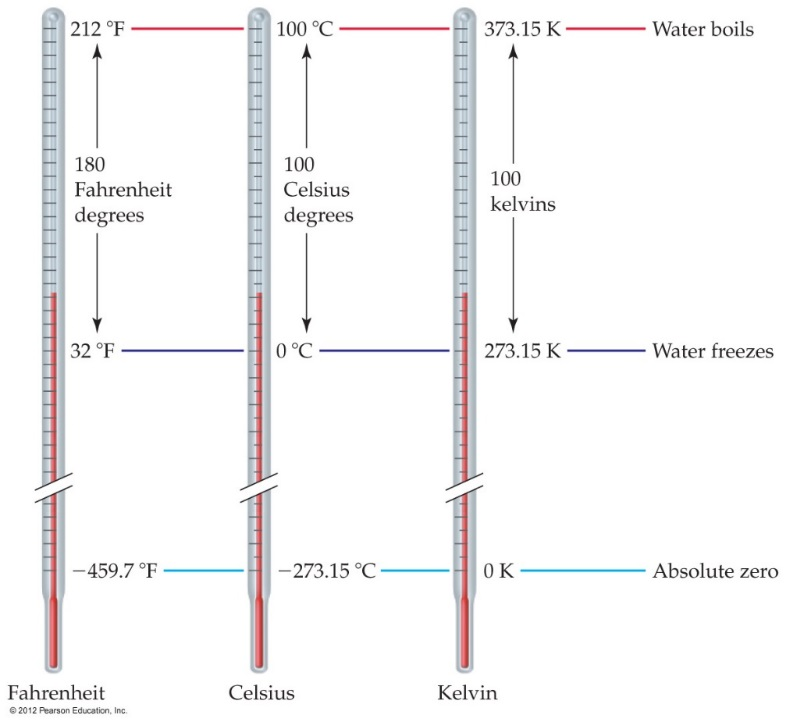 212 °F
100 °C
373.15 K
Water boils
180
Fahrenheit
degrees
100
Celsius
degrees
100
kelvins
32 °F
0 °C
273.15 K
Water freezes
−459.7 °F
−273.15 °C
0 K
Absolute zero
Fahrenheit
Celsius
Kelvin
© 2012 Pearson Education, Inc.